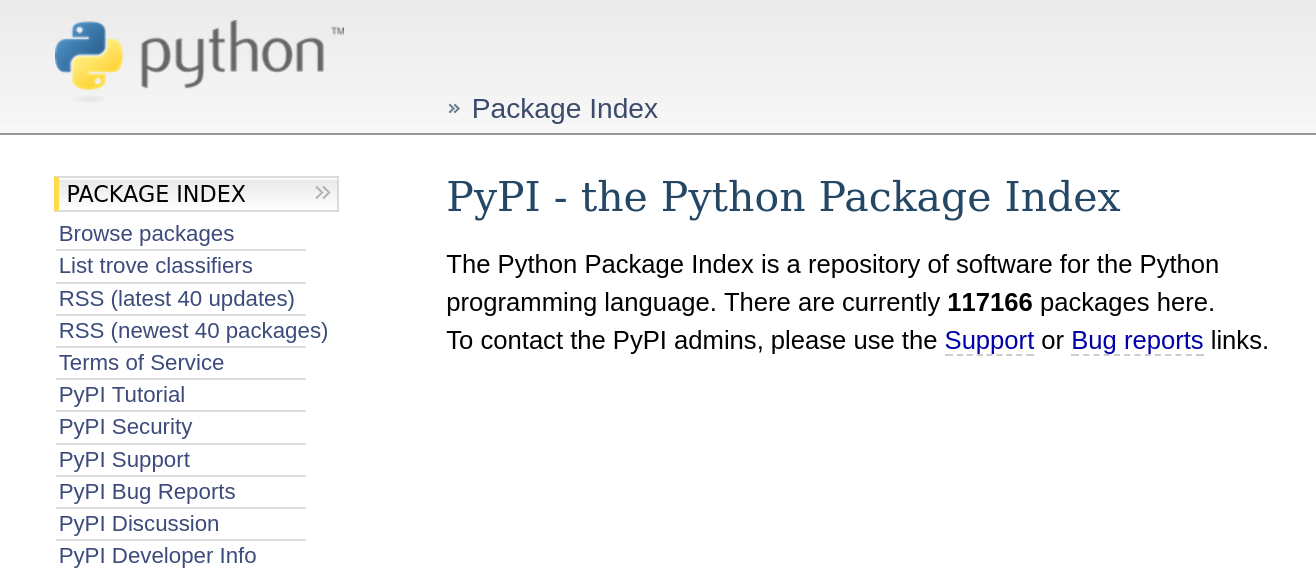 python™
» Package Index
PACKAGE INDEX »
Browse packages
List trove classifiers
RSS (latest 40 updates)
RSS (newest 40 packages)
Terms of Service
PyPI Tutorial
PyPI Security
PyPI Support
PyPI Bug Reports
PyPI Discussion
PyPI Developer Info
PyPI - the Python Package Index
The Python Package Index is a repository of software for the Python
programming language. There are currently 117166 packages here.
To contact the PyPI admins, please use the Support or Bug reports links.